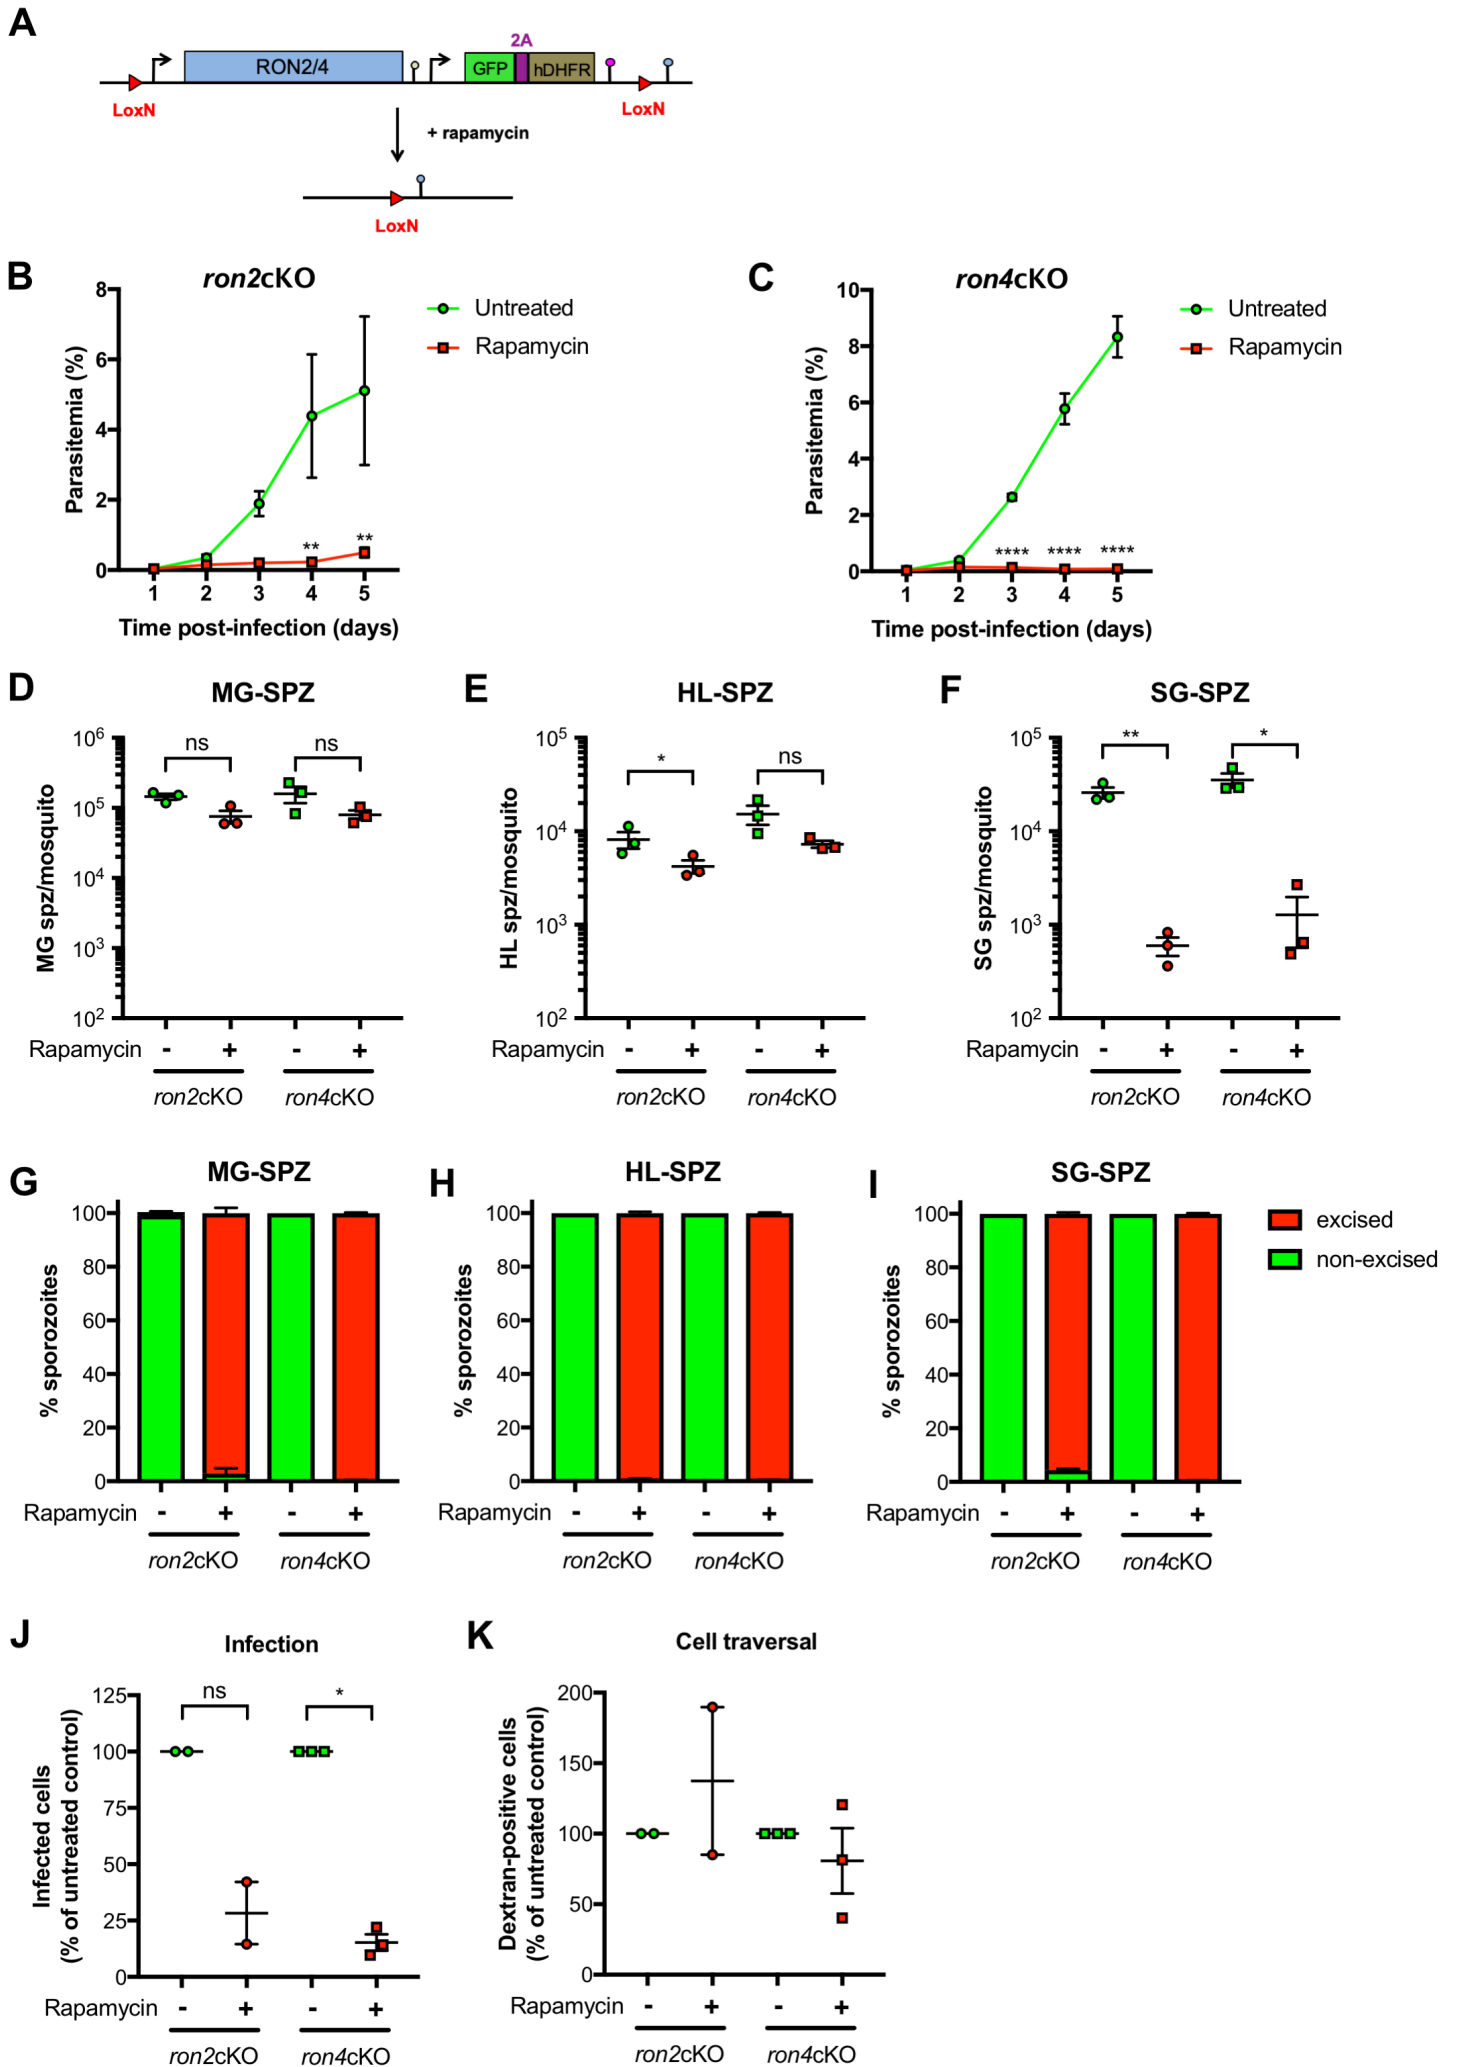 A
2A
RON2/4
GFP
hDHFR
LoxN
LoxN
+ rapamycin
LoxN
B
ron2cKO
Untreated
Rapamycin
Parasitemia (%)
8
6
4
2
0
** **
1 2 3 4 5
Time post-infection (days)
C
ron4cKO
Untreated
Rapamycin
Parasitemia (%)
10
8
6
4
2
0
**** **** ****
1 2 3 4 5
Time post-infection (days)
D
MG-SPZ
MG spz/mosquito
10^6
10^5
10^4
10^3
10^2
ns ns
Rapamycin - + - +
ron2cKO ron4cKO
E
HL-SPZ
HL spz/mosquito
10^5
10^4
10^3
10^2
* ns
Rapamycin - + - +
ron2cKO ron4cKO
F
SG-SPZ
SG spz/mosquito
10^5
10^4
10^3
10^2
** *
Rapamycin - + - +
ron2cKO ron4cKO
G
MG-SPZ
% sporozoites
100
80
60
40
20
0
Rapamycin - + - +
ron2cKO ron4cKO
H
HL-SPZ
% sporozoites
100
80
60
40
20
0
Rapamycin - + - +
ron2cKO ron4cKO
I
SG-SPZ
% sporozoites
100
80
60
40
20
0
Rapamycin - + - +
ron2cKO ron4cKO
excised
non-excised
J
Infection
Infected cells
(% of untreated control)
125
100
75
50
25
0
ns *
Rapamycin - + - +
ron2cKO ron4cKO
K
Cell traversal
Dextran-positive cells
(% of untreated control)
200
150
100
50
0
Rapamycin - + - +
ron2cKO ron4cKO